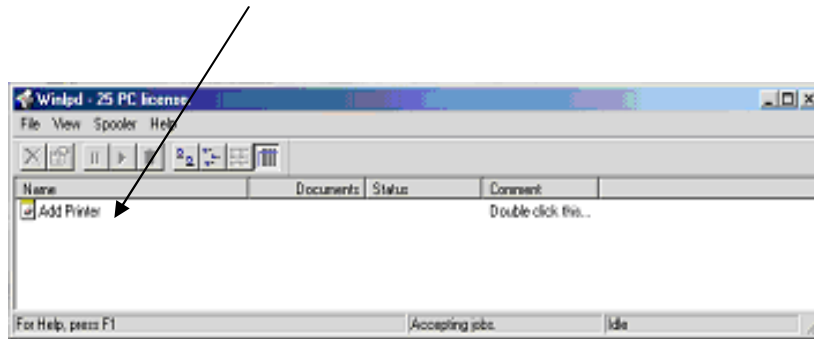 Winlpd - 25 PC license
File View Spooler Help
Name Documents Status Comment
Add Printer Double click this...
For Help, press F1 Accepting jobs. Idle